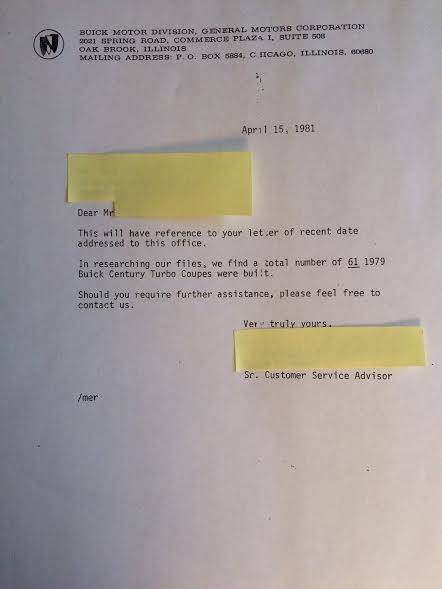 BUICK MOTOR DIVISION, GENERAL MOTORS CORPORATION
2021 SPRING ROAD, COMMERCE PLAZA I, SUITE 508
OAK BROOK, ILLINOIS
MAILING ADDRESS: P. O. BOX 5884, CHICAGO, ILLINOIS, 60680
April 15, 1981
Dear Mr
This will have reference to your letter of recent date
addressed to this office.
In researching our files, we find a total number of 61 1979
Buick Century Turbo Coupes were built.
Should you require further assistance, please feel free to
contact us.
Very truly yours,
Sr. Customer Service Advisor
/mer